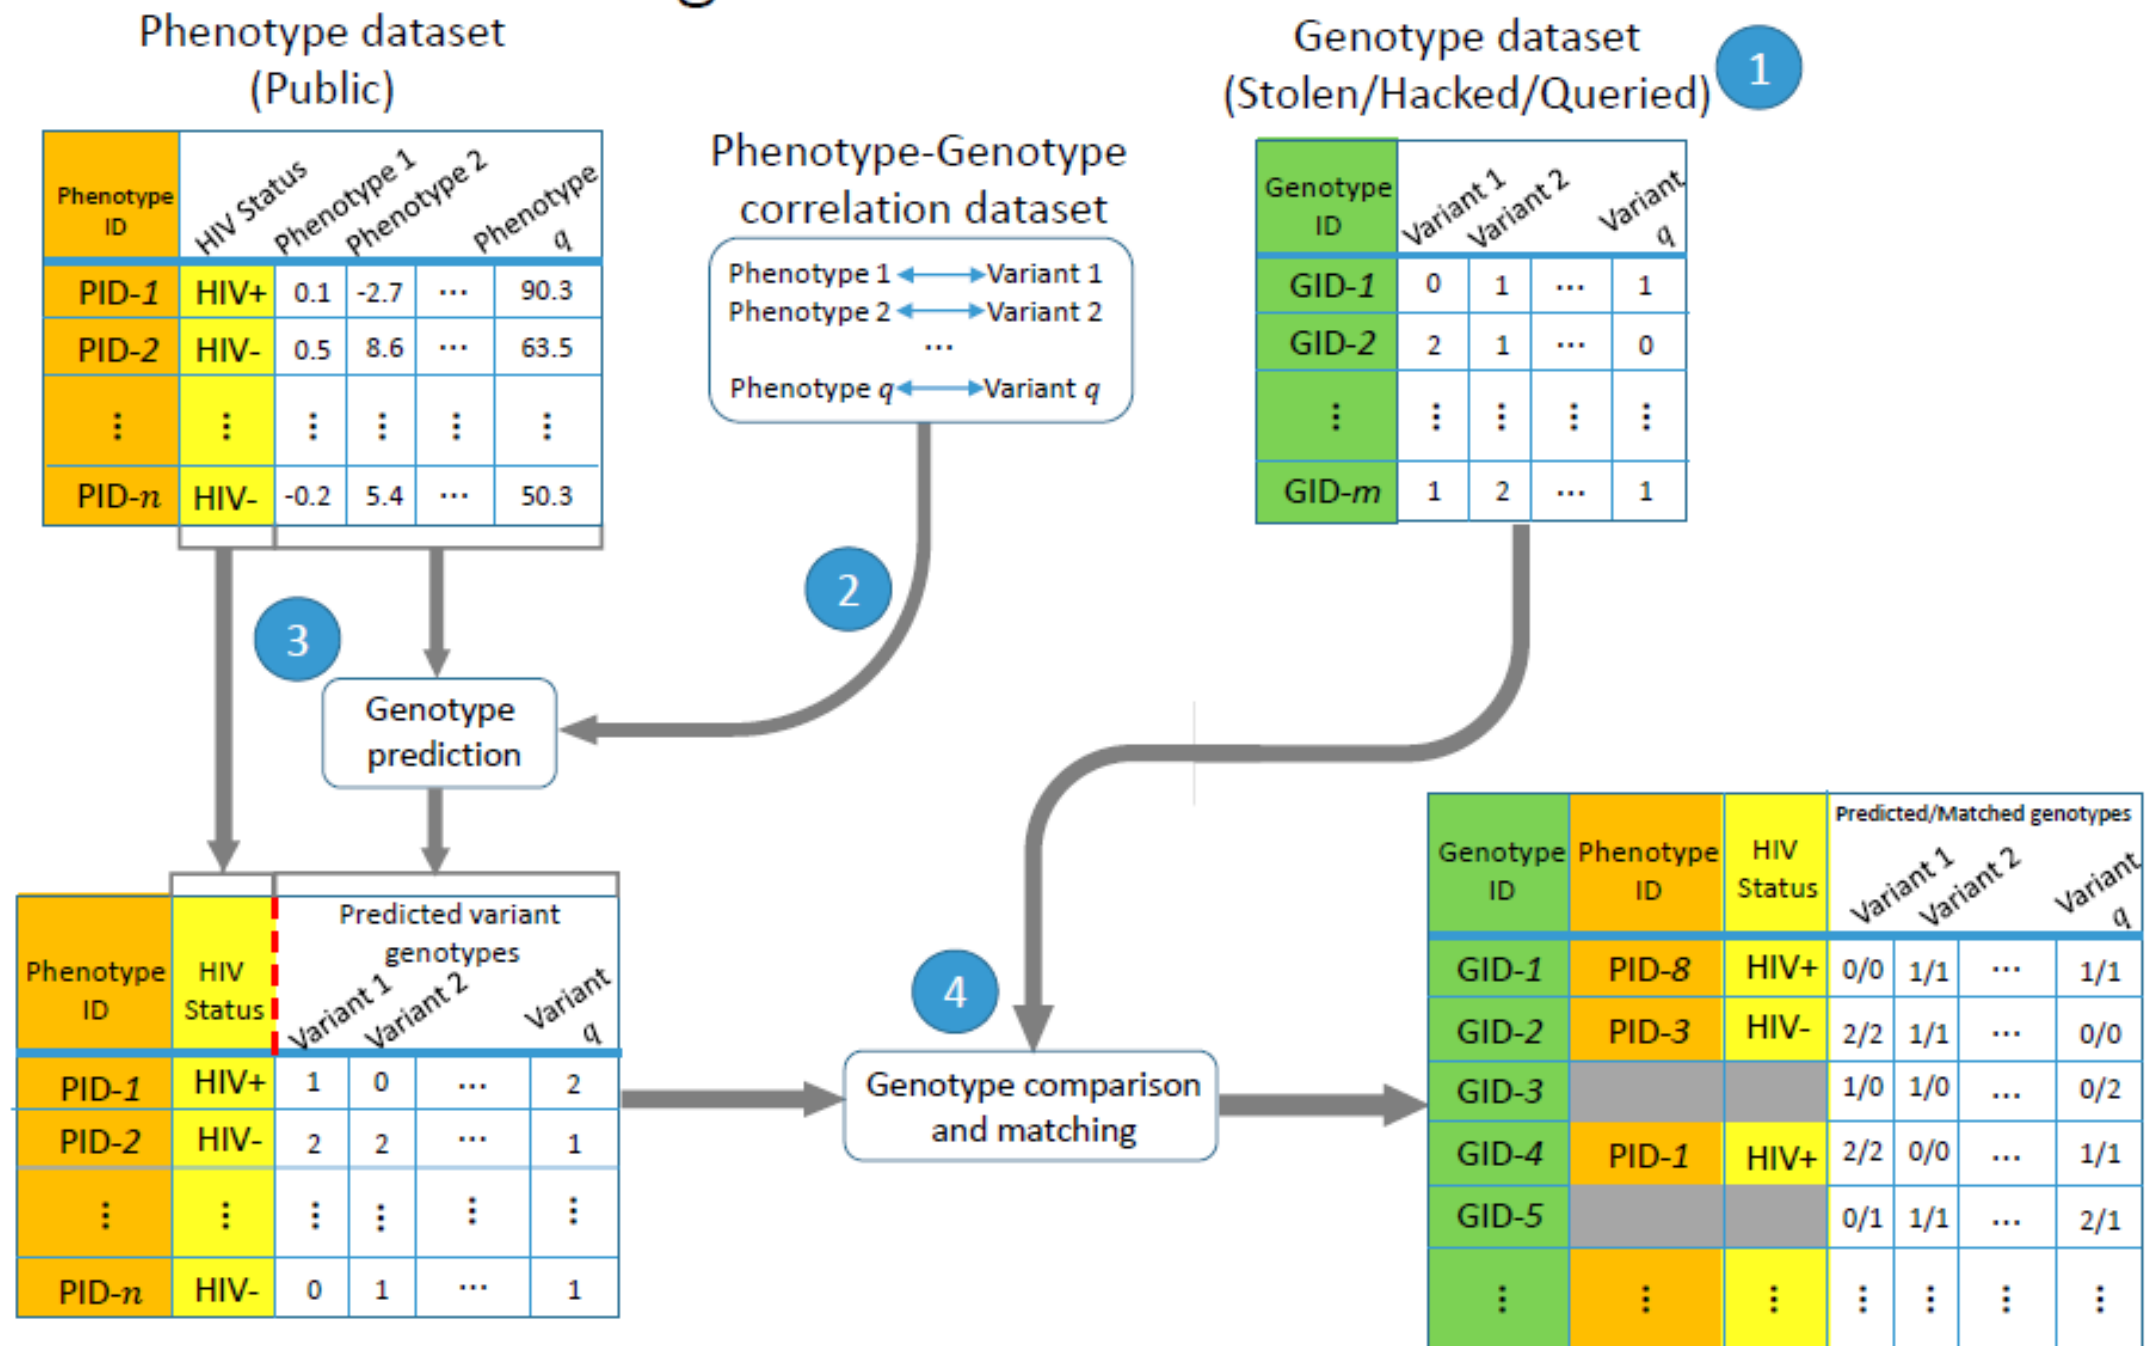 Phenotype dataset
(Public)
Phenotype
ID
HIV Status
Phenotype 1
Phenotype 2
Phenotype
q
PID-1 HIV+ 0.1 -2.7 ... 90.3
PID-2 HIV- 0.5 8.6 ... 63.5
⋮ ⋮ ⋮ ⋮ ⋮ ⋮
PID-n HIV- -0.2 5.4 ... 50.3
Phenotype-Genotype
correlation dataset
Phenotype 1 Variant 1
Phenotype 2 Variant 2
...
Phenotype q Variant q
Genotype dataset
(Stolen/Hacked/Queried)
1
Genotype
ID
Variant 1
Variant 2
Variant
q
GID-1 0 1 ... 1
GID-2 2 1 ... 0
⋮ ⋮ ⋮ ⋮ ⋮
GID-m 1 2 ... 1
2
3
Genotype
prediction
Phenotype
ID
HIV
Status
Predicted variant
genotypes
Variant 1
Variant 2
Variant
q
PID-1 HIV+ 1 0 ... 2
PID-2 HIV- 2 2 ... 1
⋮ ⋮ ⋮ ⋮ ⋮ ⋮
PID-n HIV- 0 1 ... 1
4
Genotype comparison
and matching
Genotype
ID
Phenotype
ID
HIV
Status
Predicted/Matched genotypes
Variant 1
Variant 2
Variant
q
GID-1 PID-8 HIV+ 0/0 1/1 ... 1/1
GID-2 PID-3 HIV- 2/2 1/1 ... 0/0
GID-3 1/0 1/0 ... 0/2
GID-4 PID-1 HIV+ 2/2 0/0 ... 1/1
GID-5 0/1 1/1 ... 2/1
⋮ ⋮ ⋮ ⋮ ⋮ ⋮ ⋮